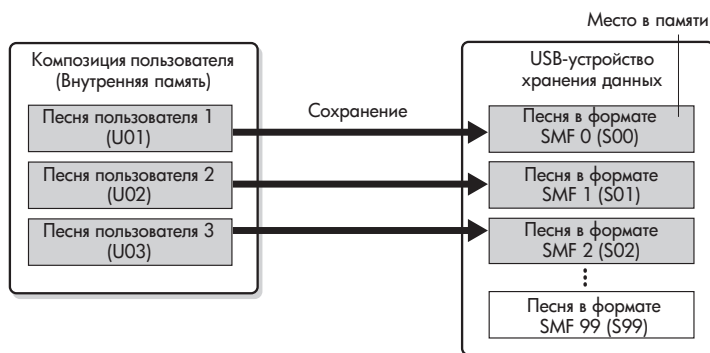 Место в памяти
Композиция пользователя
(Внутренняя память)
Песня пользователя 1
(U01)
Песня пользователя 2
(U02)
Песня пользователя 3
(U03)
Сохранение
USB-устройство
хранения данных
Песня в формате
SMF 0 (S00)
Песня в формате
SMF 1 (S01)
Песня в формате
SMF 2 (S02)
Песня в формате
SMF 99 (S99)